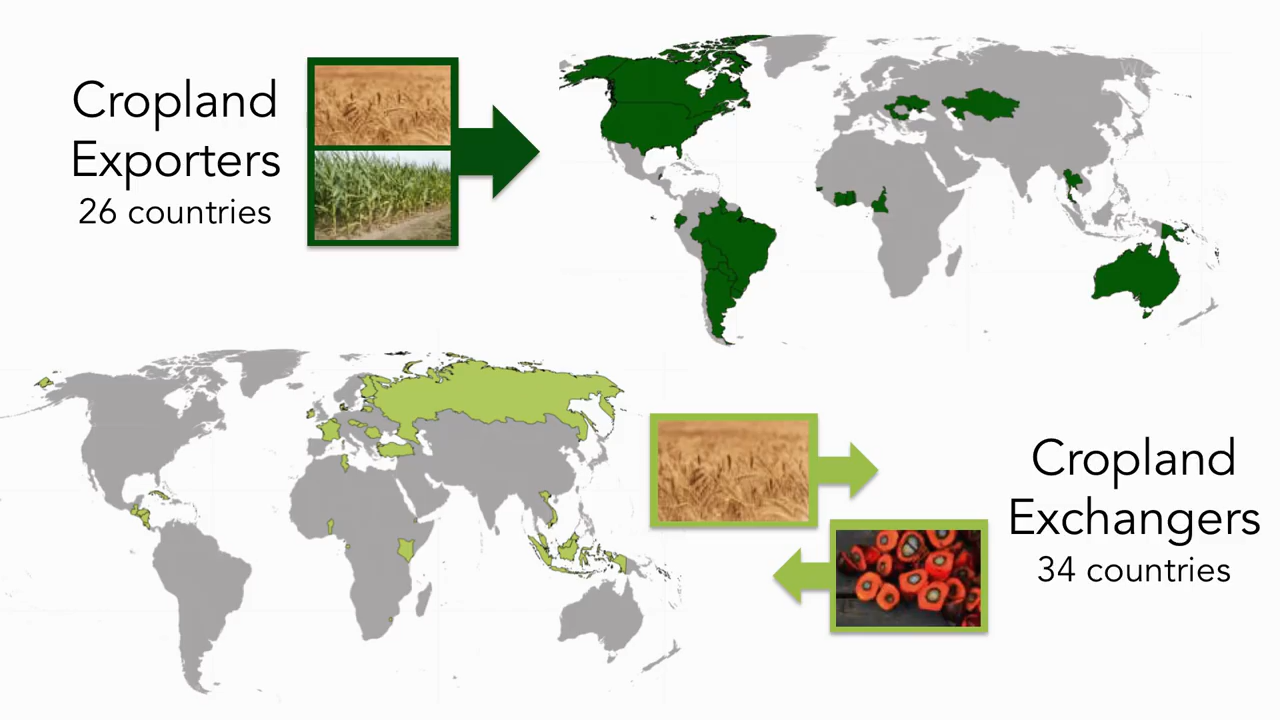 Cropland
Exporters
26 countries
Cropland
Exchangers
34 countries